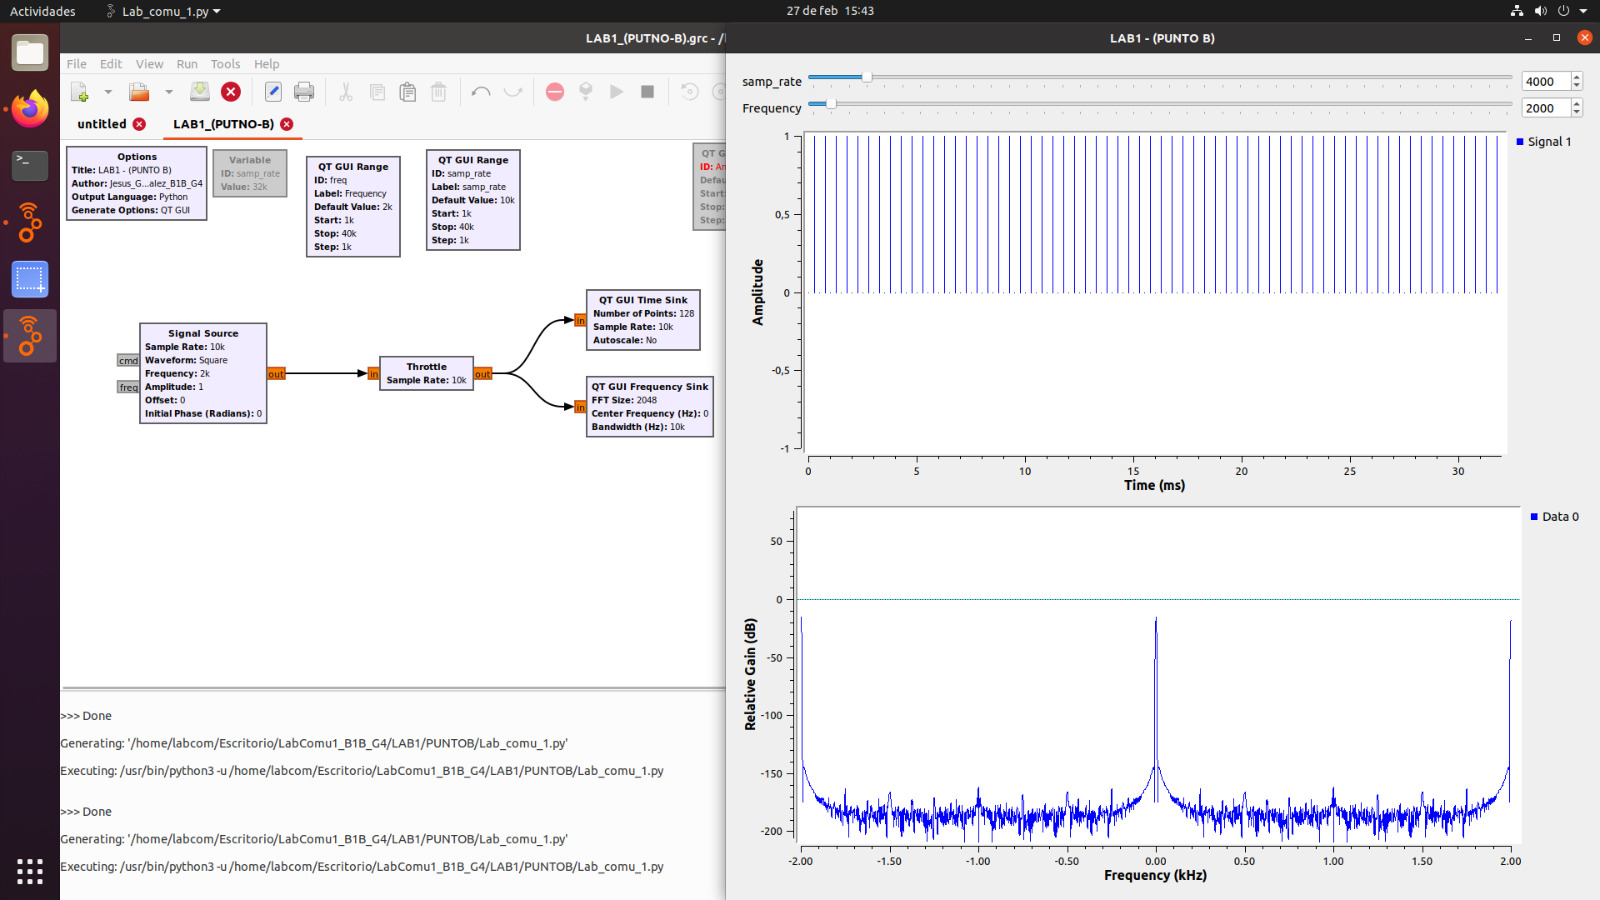 Actividades
Lab_comu_1.py
27 de feb 15:43
LAB1_(PUTNO-B).grc - /
File Edit View Run Tools Help
untitled
LAB1_(PUTNO-B)
Options
Title: LAB1 - (PUNTO B)
Author: Jesus_G...alez_B1B_G4
Output Language: Python
Generate Options: QT GUI
Variable
ID: samp_rate
Value: 32k
QT GUI Range
ID: freq
Label: Frequency
Default Value: 2k
Start: 1k
Stop: 40k
Step: 1k
QT GUI Range
ID: samp_rate
Label: samp_rate
Default Value: 10k
Start: 1k
Stop: 40k
Step: 1k
QT G
ID: An
Defau
Start:
Stop:
Step:
cmd
freq
Signal Source
Sample Rate: 10k
Waveform: Square
Frequency: 2k
Amplitude: 1
Offset: 0
Initial Phase (Radians): 0
out
in
Throttle
Sample Rate: 10k
out
in
QT GUI Time Sink
Number of Points: 128
Sample Rate: 10k
Autoscale: No
in
QT GUI Frequency Sink
FFT Size: 2048
Center Frequency (Hz): 0
Bandwidth (Hz): 10k
>>> Done
Generating: '/home/labcom/Escritorio/LabComu1_B1B_G4/LAB1/PUNTOB/Lab_comu_1.py'
Executing: /usr/bin/python3 -u /home/labcom/Escritorio/LabComu1_B1B_G4/LAB1/PUNTOB/Lab_comu_1.py
>>> Done
Generating: '/home/labcom/Escritorio/LabComu1_B1B_G4/LAB1/PUNTOB/Lab_comu_1.py'
Executing: /usr/bin/python3 -u /home/labcom/Escritorio/LabComu1_B1B_G4/LAB1/PUNTOB/Lab_comu_1.py
LAB1 - (PUNTO B)
samp_rate
4000
Frequency
2000
Signal 1
Amplitude
1
0,5
0
-0,5
-1
0 5 10 15 20 25 30
Time (ms)
Data 0
Relative Gain (dB)
50
0
-50
-100
-150
-200
-2.00 -1.50 -1.00 -0.50 0.00 0.50 1.00 1.50 2.00
Frequency (kHz)